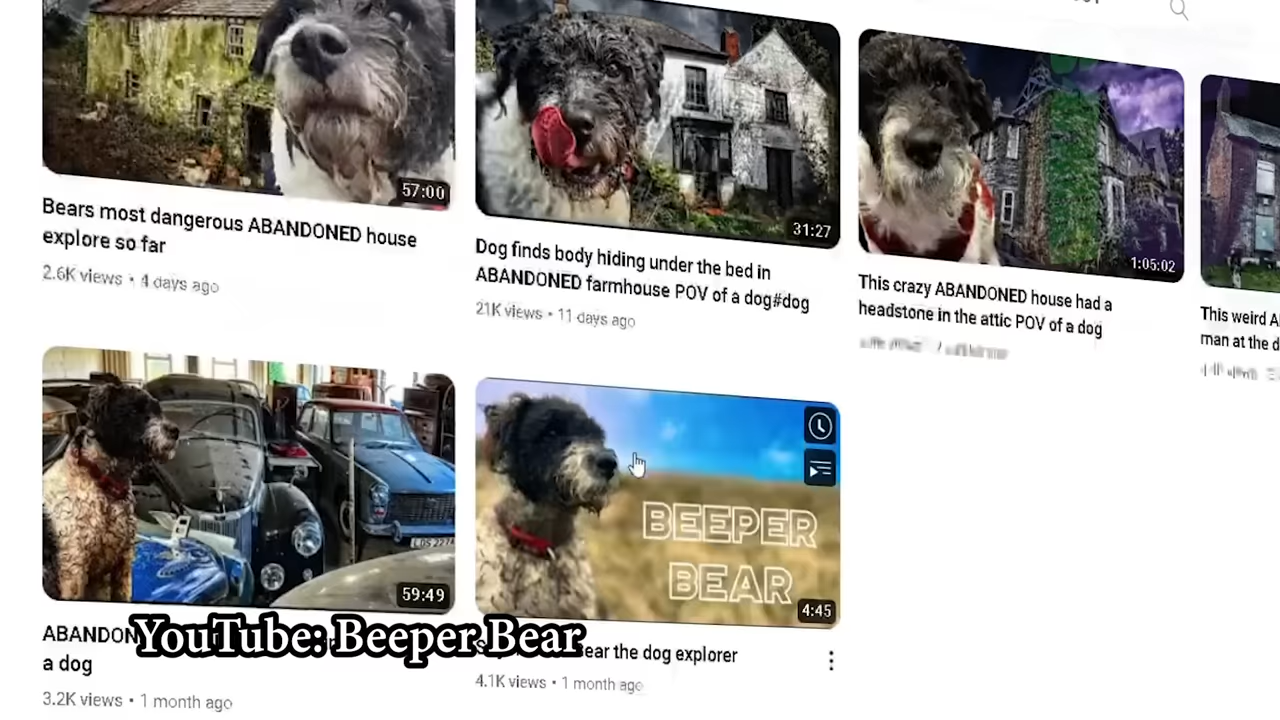 57:00
31:27
1:05:02
Bears most dangerous ABANDONED house
explore so far
2.6K views • 4 days ago
Dog finds body hiding under the bed in
ABANDONED farmhouse POV of a dog#dog
21K views • 11 days ago
This crazy ABANDONED house had a
headstone in the attic POV of a dog
This weird
man at the
BEEPER
BEAR
59:49
4:45
YouTube: Beeper Bear
a dog
3.2K views • 1 month ago
the dog explorer
4.1K views • 1 month ago